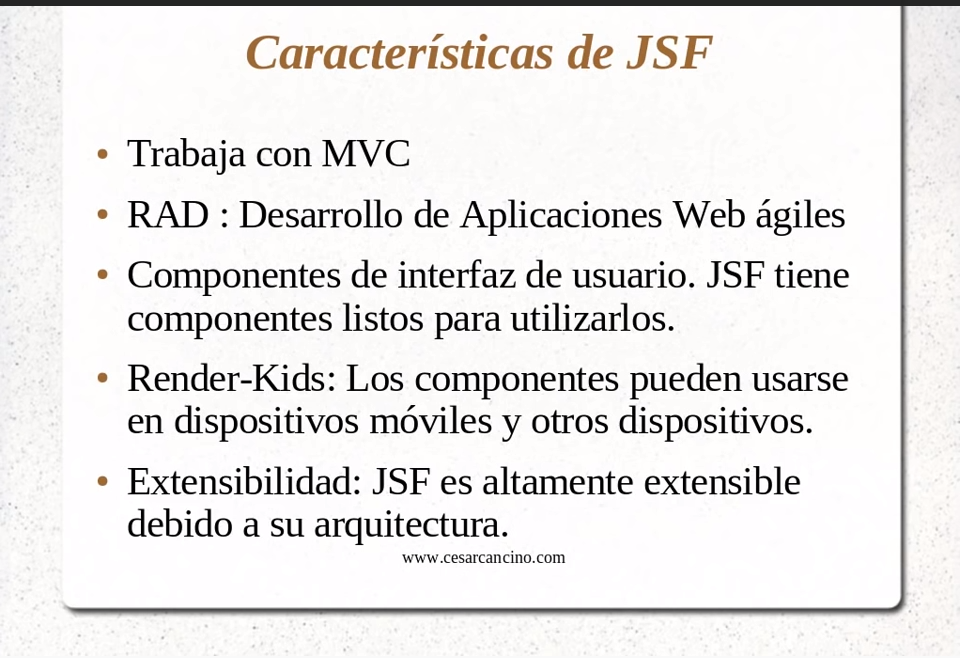 Características de JSF
• Trabaja con MVC
• RAD : Desarrollo de Aplicaciones Web ágiles
• Componentes de interfaz de usuario. JSF tiene
componentes listos para utilizarlos.
• Render-Kids: Los componentes pueden usarse
en dispositivos móviles y otros dispositivos.
• Extensibilidad: JSF es altamente extensible
debido a su arquitectura.
www.cesarcancino.com